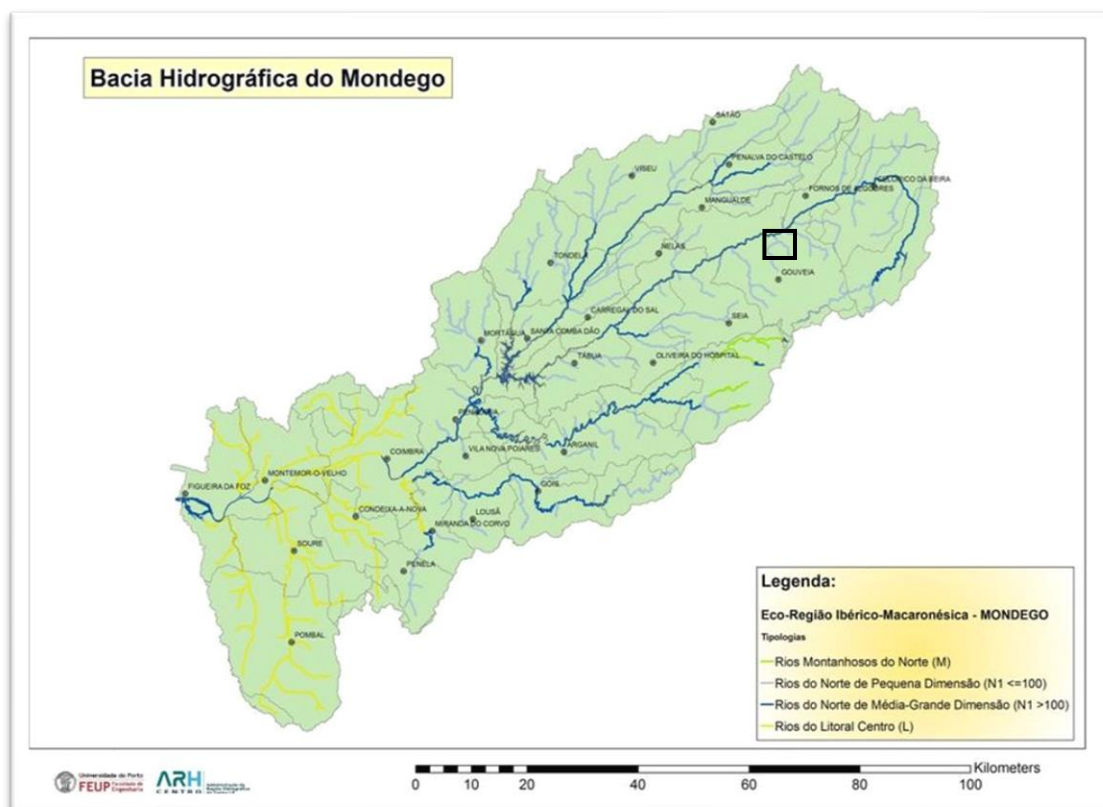 Bacia Hidrográfica do Mondego
SATÃO
PENALVA DO CASTELO
VISEU
CELORICO DA BEIRA
FORNOS DE ALGODRES
MANGUALDE
NELAS
TONDELA
GOUVEIA
CARREGAL DO SAL
SEIA
MORTÁGUA
SANTA COMBA DÃO
TÁBUA
OLIVEIRA DO HOSPITAL
PENACOVA
VILA NOVA POIARES
ARGANIL
COIMBRA
MONTEMOR-O-VELHO
FIGUEIRA DA FOZ
GOIS
CONDEIXA-A-NOVA
LOUSÃ
MIRANDA DO CORVO
SOURE
PENELA
POMBAL
Legenda:
Eco-Região Ibérico-Macaronésica - MONDEGO
Tipologias
Rios Montanhosos do Norte (M)
Rios do Norte de Pequena Dimensão (N1 <=100)
Rios do Norte de Média-Grande Dimensão (N1 >100)
Rios do Litoral Centro (L)
Universidade do Porto
FEUP Faculdade de
Engenharia
ARH
CENTRO
Kilometers
0 10 20 40 60 80 100